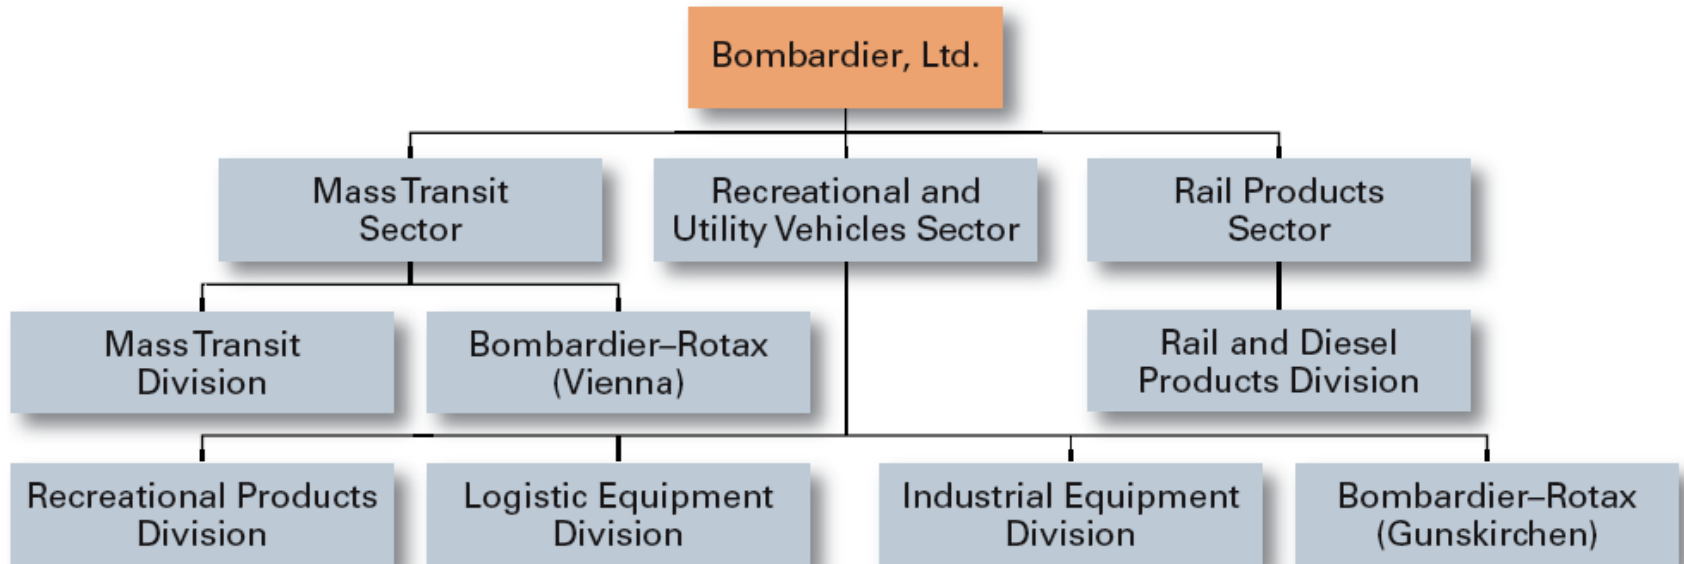 Bombardier, Ltd.
Mass Transit
Sector
Recreational and
Utility Vehicles Sector
Rail Products
Sector
Mass Transit
Division
Bombardier–Rotax
(Vienna)
Rail and Diesel
Products Division
Recreational Products
Division
Logistic Equipment
Division
Industrial Equipment
Division
Bombardier–Rotax
(Gunskirchen)